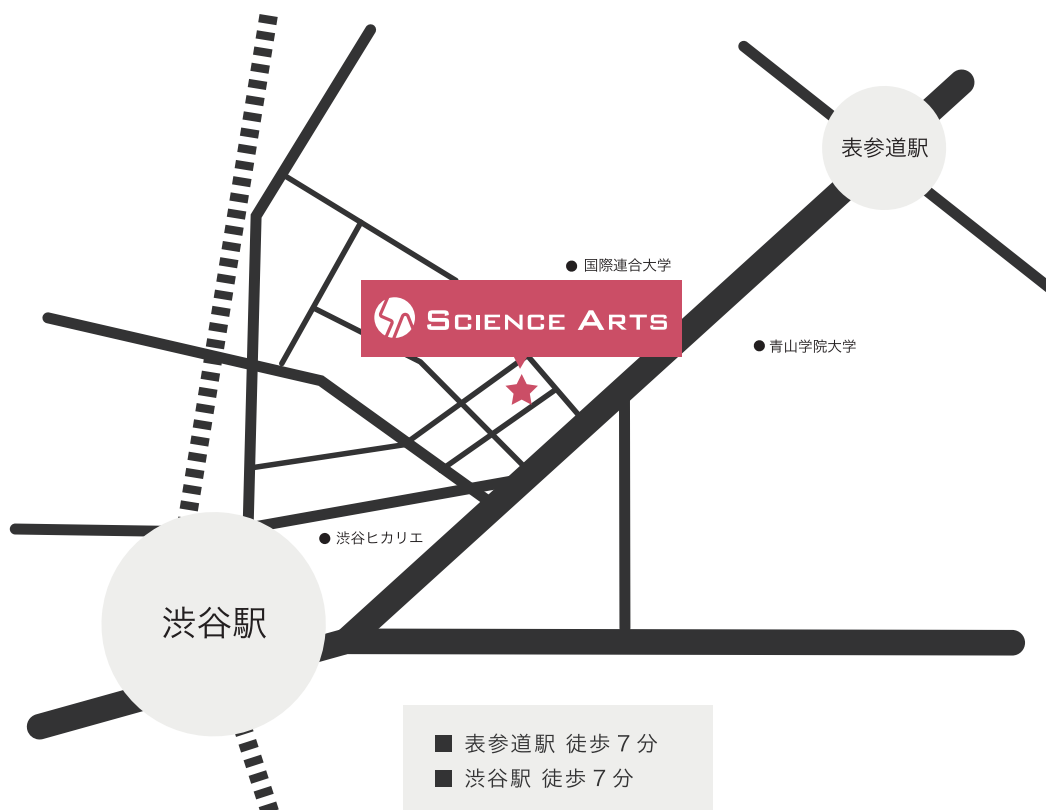 表参道駅
国際連合大学
SCIENCE ARTS
青山学院大学
渋谷ヒカリエ
渋谷駅
表参道駅 徒歩７分
渋谷駅 徒歩７分